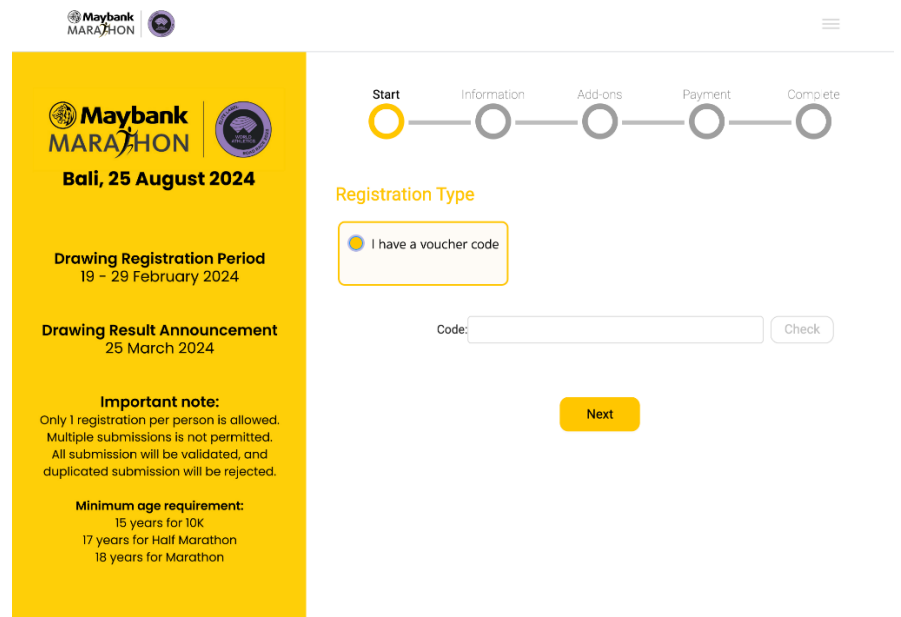 Maybank
MARATHON
Start
Information
Add-ons
Payment
Complete
Maybank
MARATHON
WORLD
ATHLETICS
Bali, 25 August 2024
Drawing Registration Period
19 - 29 February 2024
Drawing Result Announcement
25 March 2024
Important note:
Only 1 registration per person is allowed.
Multiple submissions is not permitted.
All submission will be validated, and
duplicated submission will be rejected.
Minimum age requirement:
15 years for 10K
17 years for Half Marathon
18 years for Marathon
Registration Type
I have a voucher code
Code:
Check
Next